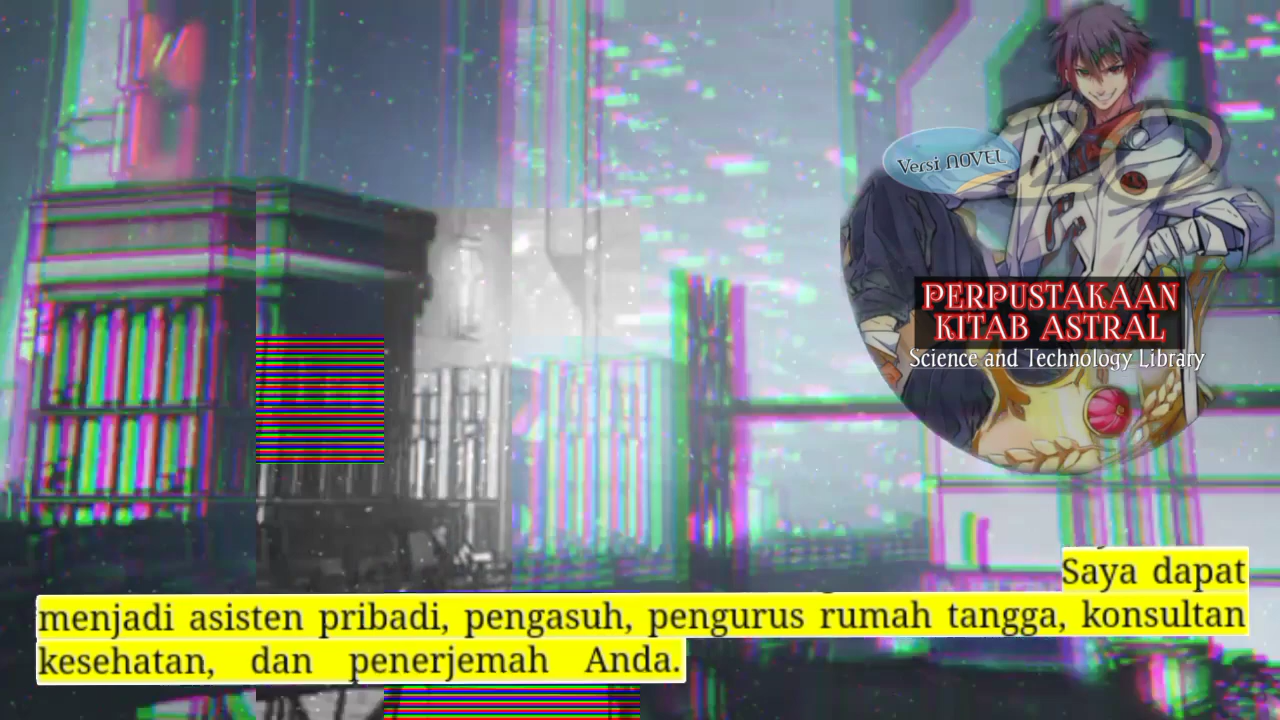 20
Versi NOVEL
PERPUSTAKAAN
KITAB ASTRAL
Science and Technology Library
Saya dapat
menjadi asisten pribadi, pengasuh, pengurus rumah tangga, konsultan
kesehatan, dan penerjemah Anda.